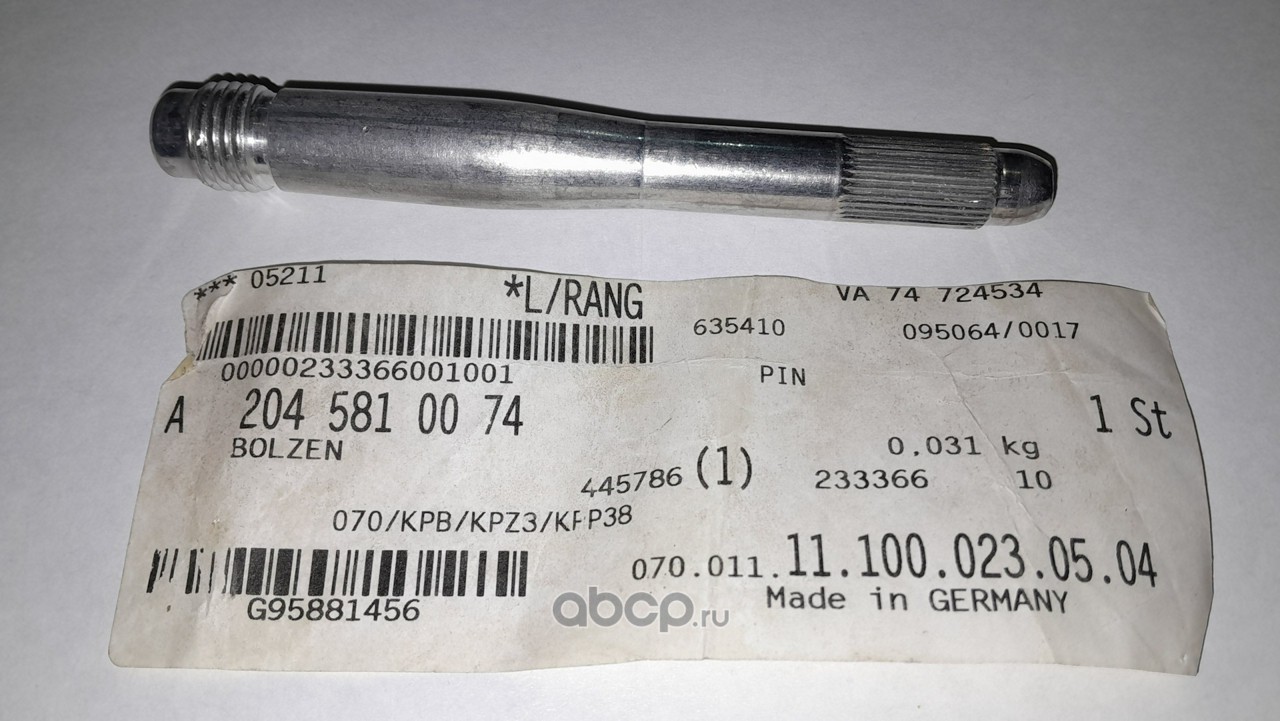 *** 05211
*L/RANG
VA 74 724534
635410
095064/0017
00000233366001001
PIN
A 204 581 00 74
1 St
BOLZEN
0.031 kg
445786 (1)
233366 10
070/KPB/KPZ3/KP38
070.011.11.100.023.05.04
Made in GERMANY
G95881456
abcp.ru